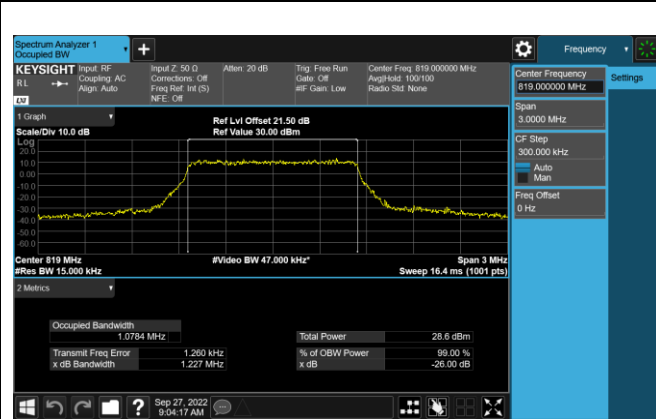 Spectrum Analyzer 1
Occupied BW
Frequency
KEYSIGHT
RL
Input: RF
Coupling: AC
Align: Auto
Input Z: 50 Ω
Corrections: Off
Freq Ref: Int (S)
NFE: Off
Atten: 20 dB
Trig: Free Run
Gate: Off
#IF Gain: Low
Center Freq: 819.000000 MHz
Avg|Hold: 100/100
Radio Std: None
LXI
Center Frequency
819.000000 MHz
Settings
Span
3.0000 MHz
CF Step
300.000 kHz
Auto
Man
Freq Offset
0 Hz
1 Graph
Scale/Div 10.0 dB
Ref Lvl Offset 21.50 dB
Ref Value 30.00 dBm
Log
20.0
10.0
0.00
-10.0
-20.0
-30.0
-40.0
-50.0
-60.0
Center 819 MHz
#Video BW 47.000 kHz*
Span 3 MHz
#Res BW 15.000 kHz
Sweep 16.4 ms (1001 pts)
2 Metrics
Occupied Bandwidth
1.0784 MHz
Total Power 28.6 dBm
Transmit Freq Error 1.260 kHz
% of OBW Power 99.00 %
x dB Bandwidth 1.227 MHz
x dB -26.00 dB
?
Sep 27, 2022
9:04:17 AM